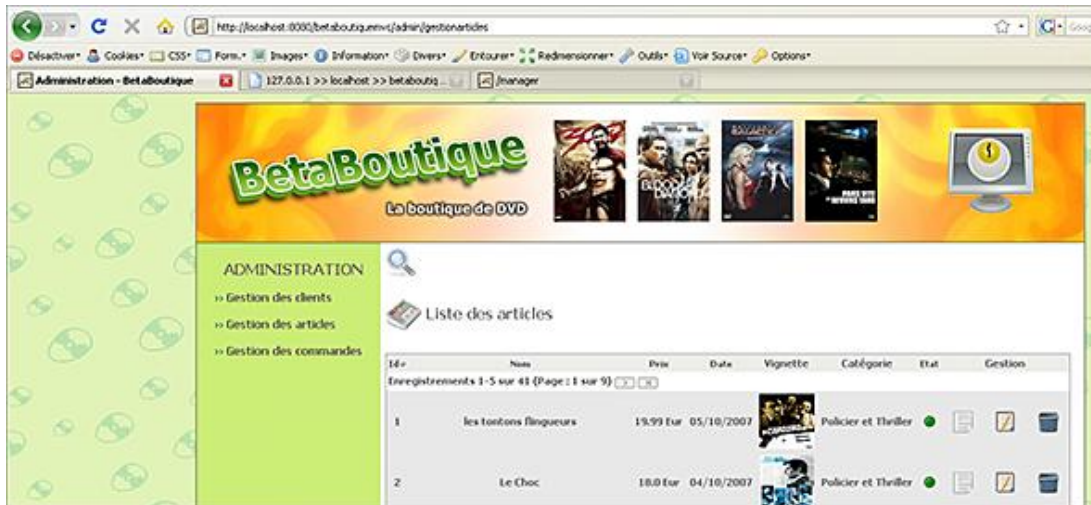 http://localhost:8080/betaboutiquemvc/admin/gestionarticles
Désactiver Cookies CSS Form. Images Information Divers Entourer Redimensionner Outils Voir Source Options
Administration - BetaBoutique 127.0.0.1 >> localhost >> betaboutiq... /manager
BetaBoutique
La boutique de DVD
300
BLOOD DIAMOND
ADMINISTRATION
>> Gestion des clients
>> Gestion des articles
>> Gestion des commandes
Liste des articles
Id Nom Prix Date Vignette Catégorie Etat Gestion
Enregistrements 1-5 sur 41 (Page : 1 sur 9) > »
1 les tontons flingueurs 19.99 Eur 05/10/2007 Policier et Thriller
2 Le Choc 18.0 Eur 04/10/2007 Policier et Thriller